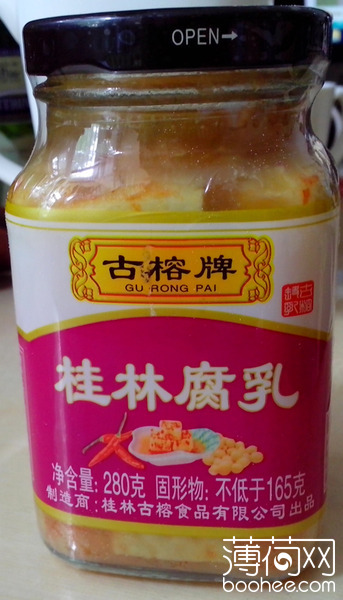 OPEN→
古榕牌
GU RONG PAI
桂林腐乳
净含量: 280克 固形物: 不低于165克
制造商: 桂林古榕食品有限公司出品
薄荷网
boohee.com